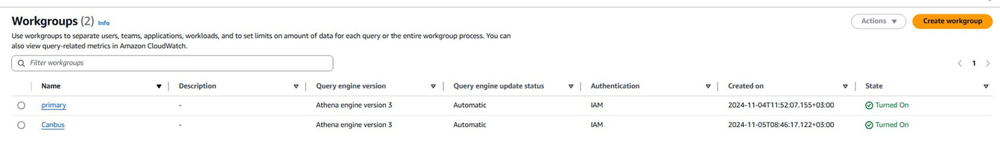 Workgroups (2) Info
Actions Create workgroup
Use workgroups to separate users, teams, applications, workloads, and to set limits on amount of data for each query or the entire workgroup process. You can
also view query-related metrics in Amazon CloudWatch.
Filter workgroups
1
Name Description Query engine version Query engine update status Authentication Created on State
primary - Athena engine version 3 Automatic IAM 2024-11-04T11:52:07.155+03:00 Turned On
Canbus - Athena engine version 3 Automatic IAM 2024-11-05T08:46:17.122+03:00 Turned On